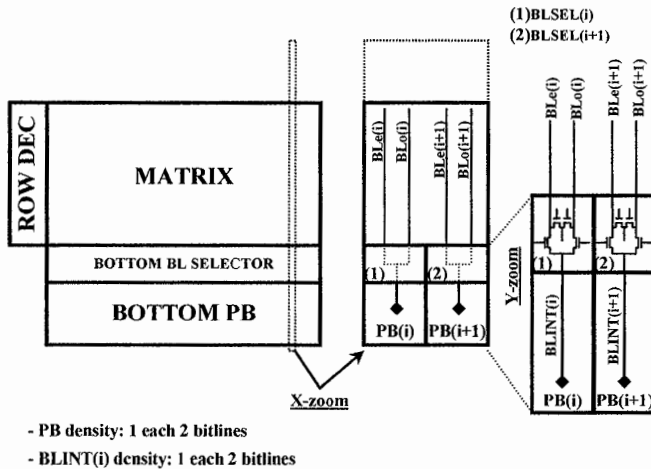 (1)BLSEL(i)
(2)BLSEL(i+1)
ROW DEC
MATRIX
BOTTOM BL SELECTOR
BOTTOM PB
BLe(i)
BLo(i)
BLe(i+1)
BLo(i+1)
(1)
(2)
PB(i)
PB(i+1)
X-zoom
Y-zoom
BLe(i)
BLo(i)
BLe(i+1)
BLo(i+1)
(1)
(2)
BLINT(i)
BLINT(i+1)
PB(i)
PB(i+1)
- PB density: 1 each 2 bitlines
- BLINT(i) density: 1 each 2 bitlines